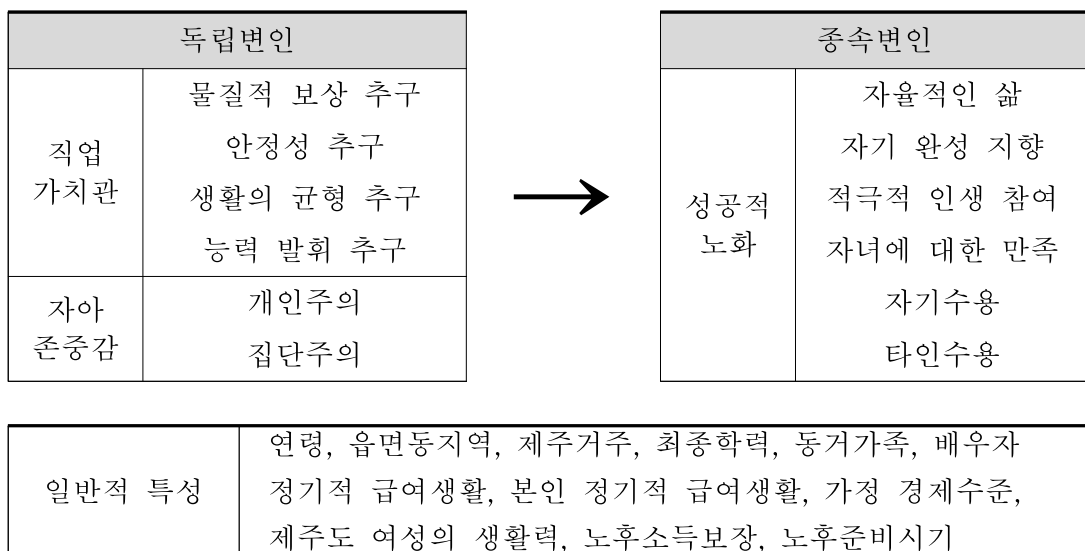 독립변인
직업
가치관
물질적 보상 추구
안정성 추구
생활의 균형 추구
능력 발휘 추구
자아
존중감
개인주의
집단주의
종속변인
성공적
노화
자율적인 삶
자기 완성 지향
적극적 인생 참여
자녀에 대한 만족
자기수용
타인수용
일반적 특성
연령, 읍면동지역, 제주거주, 최종학력, 동거가족, 배우자
정기적 급여생활, 본인 정기적 급여생활, 가정 경제수준,
제주도 여성의 생활력, 노후소득보장, 노후준비시기